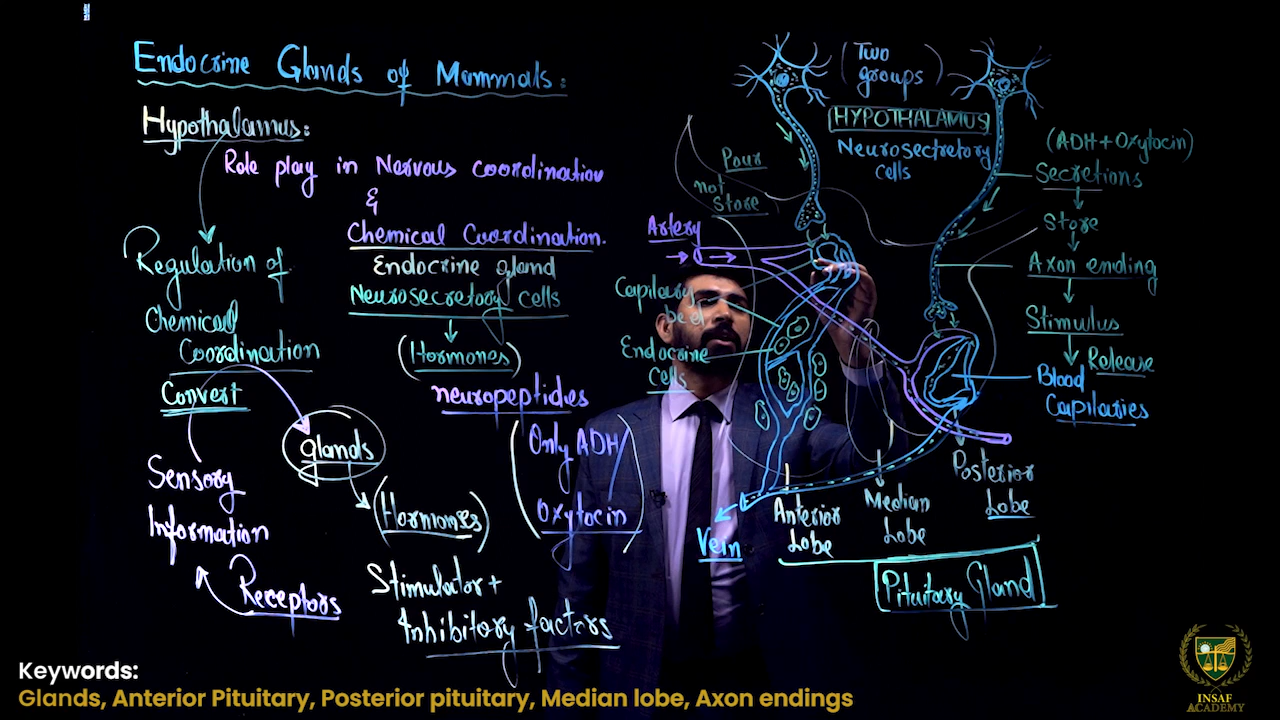 Endocrine Glands of Mammals:
Hypothalamus:
Role play in Nervous coordination
&
Chemical Coordination.
Endocrine gland
Neurosecretory cells
(Hormones)
neuropeptides
(Only ADH/
Oxytocin)
Regulation of
Chemical
Coordination
Convert
Sensory
Information
Receptors
glands
(Hormones)
Stimulator +
Inhibitory factors
(Two
groups)
HYPOTHALAMUS
Neurosectretory
cells
Pour
not
Store
Artery
Capilary
bed
Endocrine
Cells
(ADH + Oxytocin)
Secretions
Store
Axon ending
Stimulus
Release
Blood
Capilaries
Vein
Anterior
Lobe
Median
Lobe
Posterior
Lobe
Pituitary Gland
Keywords:
Glands, Anterior Pituitary, Posterior pituitary, Median lobe, Axon endings
INSAF
ACADEMY